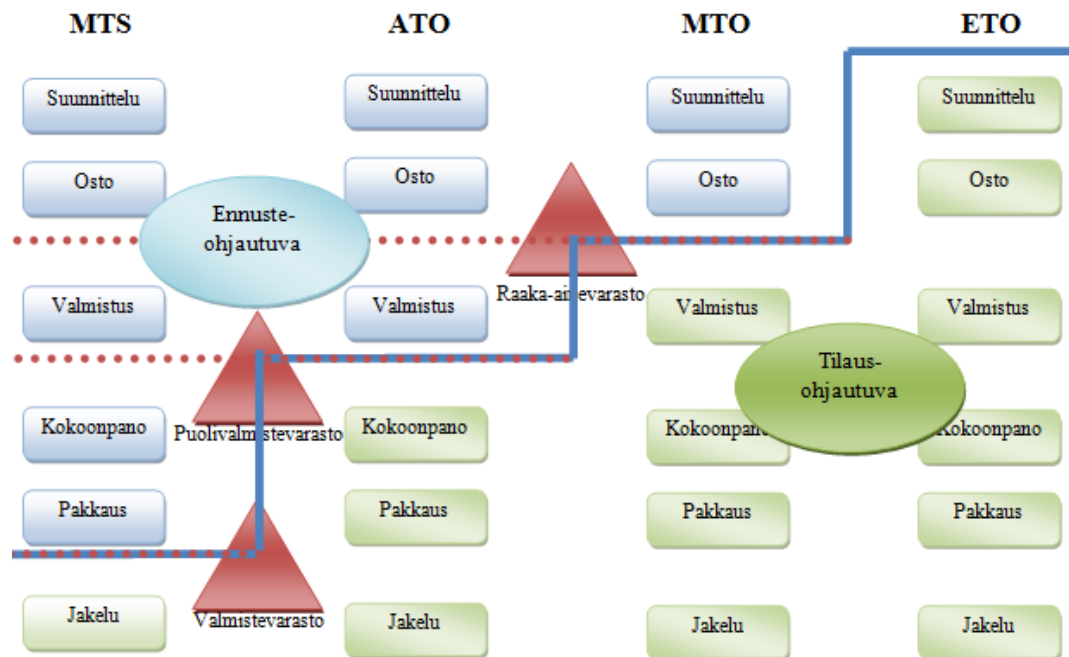 MTS
ATO
MTO
ETO
Suunnittelu
Suunnittelu
Suunnittelu
Suunnittelu
Osto
Osto
Osto
Osto
Ennuste-
ohjautuva
Valmistus
Valmistus
Raaka-ainevarasto
Valmistus
Valmistus
Tilaus-
ohjautuva
Kokoonpano
Puolivalmistevarasto
Kokoonpano
Kokoonpano
Kokoonpano
Pakkaus
Pakkaus
Pakkaus
Pakkaus
Jakelu
Valmistevarasto
Jakelu
Jakelu
Jakelu